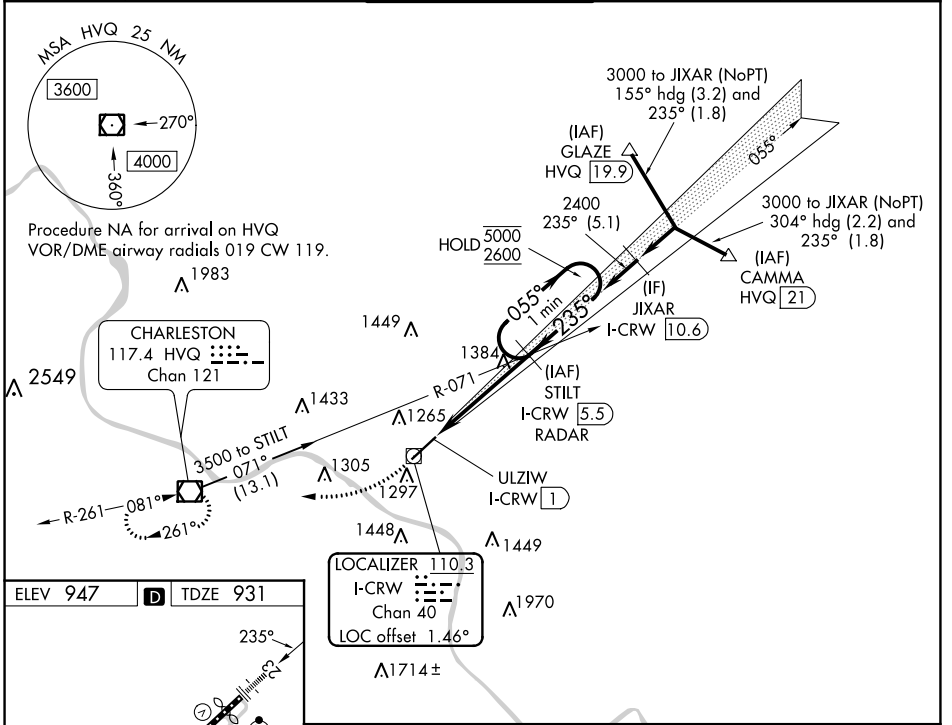 MSA HVQ 25 NM
3600
270°
4000
360°
Procedure NA for arrival on HVQ
VOR/DME airway radials 019 CW 119.
1983
3000 to JIXAR (NoPT)
155° hdg (3.2) and
235° (1.8)
(IAF)
GLAZE
HVQ 19.9
055°
2400
235° (5.1)
3000 to JIXAR (NoPT)
304° hdg (2.2) and
235° (1.8)
(IAF)
CAMMA
HVQ 21
HOLD 5000
2600
055°
1 min
235°
(IF)
JIXAR
I-CRW 10.6
1449
1384
(IAF)
STILT
I-CRW 5.5
RADAR
CHARLESTON
117.4 HVQ
Chan 121
2549
R-071
1433
1265
3500 to STILT
071°
(13.1)
1305
1297
ULZIW
I-CRW 1
R-261
081°
261°
1448
1449
LOCALIZER 110.3
I-CRW
Chan 40
LOC offset 1.46°
1970
1714 ±
ELEV 947
D
TDZE 931
235°
23
V